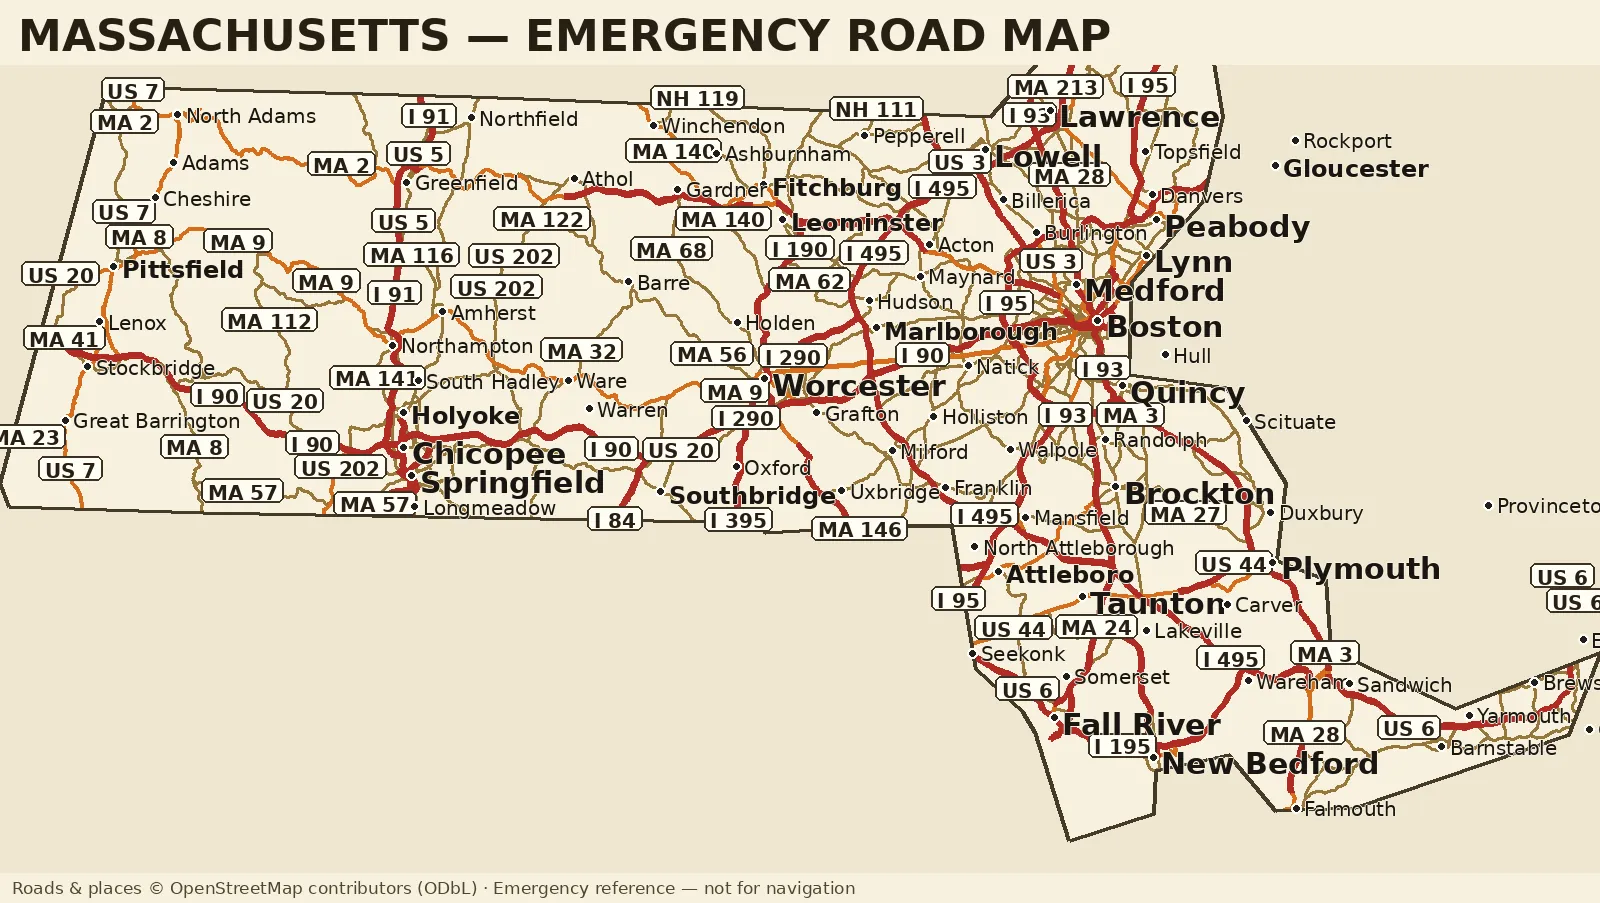 MASSACHUSETTS — EMERGENCY ROAD MAP
US 7
MA 2
North Adams
I 91
Northfield
NH 119
Winchendon
NH 111
MA 213
I 95
I 93
Lawrence
Pepperell
Rockport
Adams
MA 2
US 5
MA 140
Ashburnham
US 3
Lowell
MA 28
Topsfield
Gloucester
Cheshire
Greenfield
Athol
Gardner
Fitchburg
I 495
Billerica
Danvers
US 7
MA 8
MA 9
US 5
MA 122
MA 140
Leominster
Burlington
Peabody
US 20
Pittsfield
MA 116
US 202
MA 68
I 190
I 495
Acton
US 3
Lynn
MA 9
I 91
US 202
Barre
MA 62
Maynard
Medford
Hudson
I 95
Lenox
MA 112
Amherst
Holden
Marlborough
Boston
MA 41
Northampton
MA 32
MA 56
I 290
I 90
Hull
Stockbridge
MA 141
South Hadley
Ware
Natick
I 93
I 90
US 20
MA 9
Worcester
Quincy
Great Barrington
Holyoke
Warren
I 290
Grafton
Holliston
I 93
MA 3
Scituate
MA 23
MA 8
I 90
Chicopee
I 90
US 20
Milford
Walpole
Randolph
US 7
US 202
Springfield
Oxford
MA 57
MA 57
Longmeadow
Southbridge
Uxbridge
Franklin
Brockton
I 84
I 395
MA 146
I 495
Mansfield
MA 27
Duxbury
Provinceto
North Attleborough
Attleboro
US 44
Plymouth
US 6
I 95
Taunton
Carver
US 6
US 44
MA 24
Lakeville
Seekonk
I 495
MA 3
E
US 6
Somerset
Wareham
Sandwich
Brews
Fall River
MA 28
US 6
Yarmouth
I 195
Barnstable
New Bedford
Falmouth
Roads & places © OpenStreetMap contributors (ODbL) · Emergency reference — not for navigation